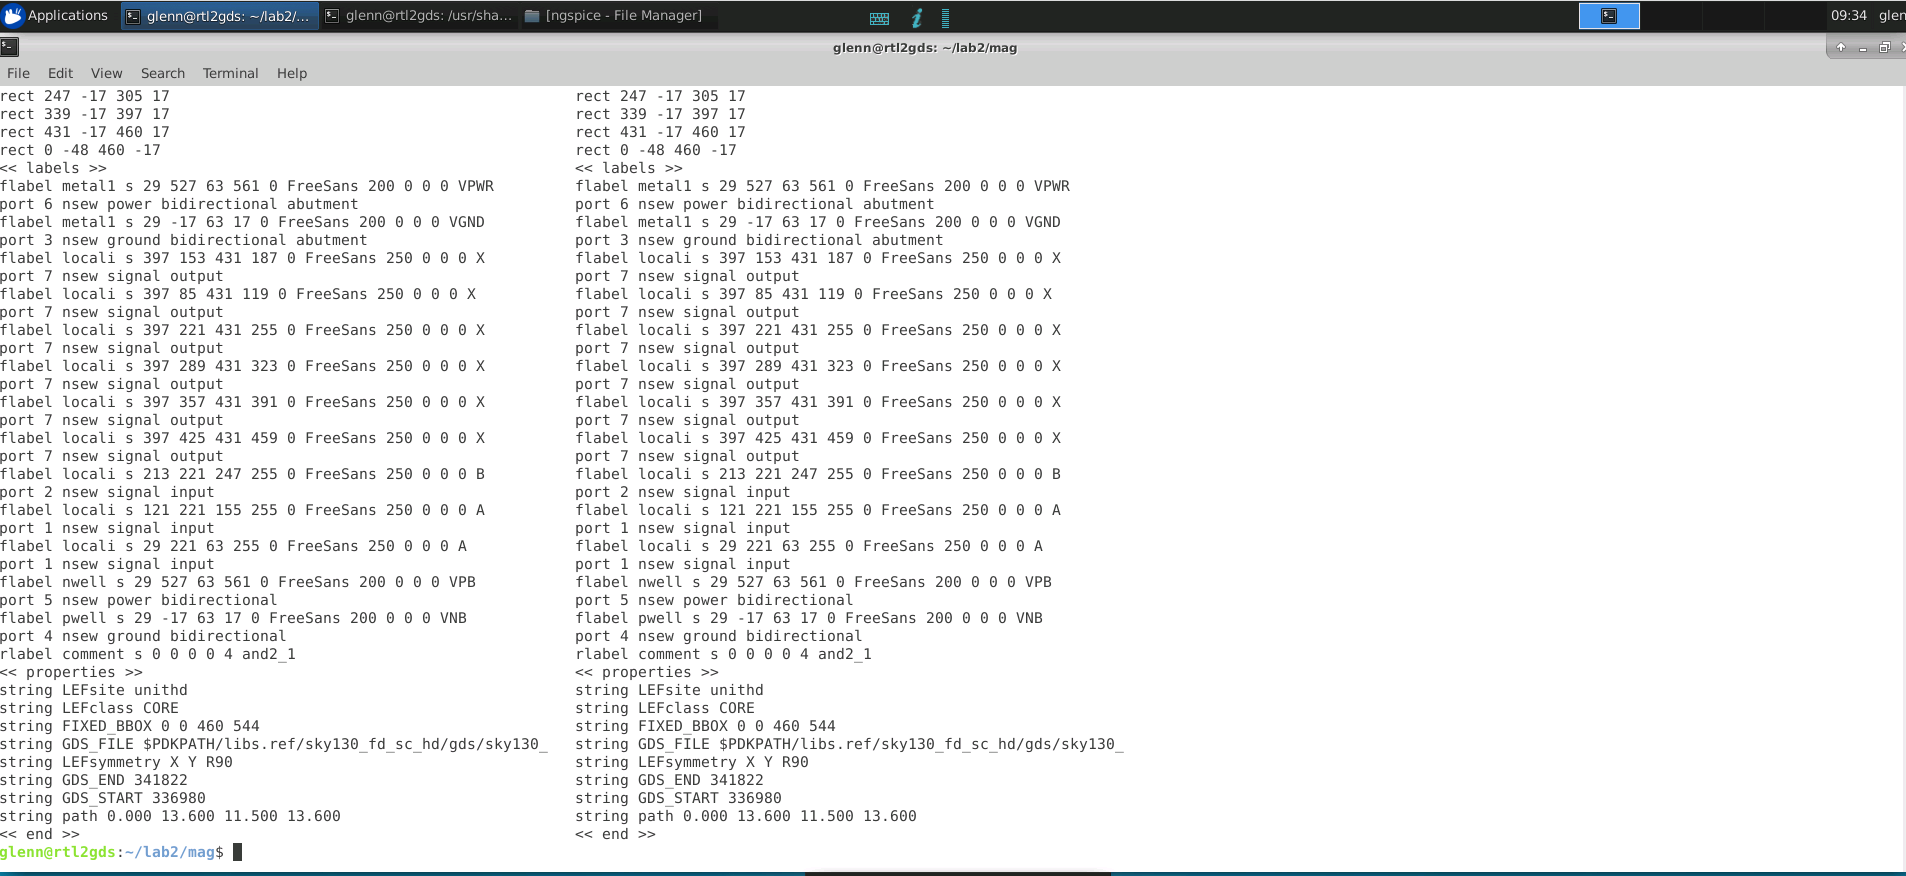 Applications glenn@rtl2gds: ~/lab2/... glenn@rtl2gds: /usr/sha... [ngspice - File Manager] 09:34 glen
glenn@rtl2gds: ~/lab2/mag
File Edit View Search Terminal Help
rect 247 -17 305 17 rect 247 -17 305 17
rect 339 -17 397 17 rect 339 -17 397 17
rect 431 -17 460 17 rect 431 -17 460 17
rect 0 -48 460 -17 rect 0 -48 460 -17
<< labels >> << labels >>
flabel metal1 s 29 527 63 561 0 FreeSans 200 0 0 0 VPWR flabel metal1 s 29 527 63 561 0 FreeSans 200 0 0 0 VPWR
port 6 nsew power bidirectional abutment port 6 nsew power bidirectional abutment
flabel metal1 s 29 -17 63 17 0 FreeSans 200 0 0 0 VGND flabel metal1 s 29 -17 63 17 0 FreeSans 200 0 0 0 VGND
port 3 nsew ground bidirectional abutment port 3 nsew ground bidirectional abutment
flabel locali s 397 153 431 187 0 FreeSans 250 0 0 0 X flabel locali s 397 153 431 187 0 FreeSans 250 0 0 0 X
port 7 nsew signal output port 7 nsew signal output
flabel locali s 397 85 431 119 0 FreeSans 250 0 0 0 X flabel locali s 397 85 431 119 0 FreeSans 250 0 0 0 X
port 7 nsew signal output port 7 nsew signal output
flabel locali s 397 221 431 255 0 FreeSans 250 0 0 0 X flabel locali s 397 221 431 255 0 FreeSans 250 0 0 0 X
port 7 nsew signal output port 7 nsew signal output
flabel locali s 397 289 431 323 0 FreeSans 250 0 0 0 X flabel locali s 397 289 431 323 0 FreeSans 250 0 0 0 X
port 7 nsew signal output port 7 nsew signal output
flabel locali s 397 357 431 391 0 FreeSans 250 0 0 0 X flabel locali s 397 357 431 391 0 FreeSans 250 0 0 0 X
port 7 nsew signal output port 7 nsew signal output
flabel locali s 397 425 431 459 0 FreeSans 250 0 0 0 X flabel locali s 397 425 431 459 0 FreeSans 250 0 0 0 X
port 7 nsew signal output port 7 nsew signal output
flabel locali s 213 221 247 255 0 FreeSans 250 0 0 0 B flabel locali s 213 221 247 255 0 FreeSans 250 0 0 0 B
port 2 nsew signal input port 2 nsew signal input
flabel locali s 121 221 155 255 0 FreeSans 250 0 0 0 A flabel locali s 121 221 155 255 0 FreeSans 250 0 0 0 A
port 1 nsew signal input port 1 nsew signal input
flabel locali s 29 221 63 255 0 FreeSans 250 0 0 0 A flabel locali s 29 221 63 255 0 FreeSans 250 0 0 0 A
port 1 nsew signal input port 1 nsew signal input
flabel nwell s 29 527 63 561 0 FreeSans 200 0 0 0 VPB flabel nwell s 29 527 63 561 0 FreeSans 200 0 0 0 VPB
port 5 nsew power bidirectional port 5 nsew power bidirectional
flabel pwell s 29 -17 63 17 0 FreeSans 200 0 0 0 VNB flabel pwell s 29 -17 63 17 0 FreeSans 200 0 0 0 VNB
port 4 nsew ground bidirectional port 4 nsew ground bidirectional
rlabel comment s 0 0 0 0 4 and2_1 rlabel comment s 0 0 0 0 4 and2_1
<< properties >> << properties >>
string LEFsite unithd string LEFsite unithd
string LEFclass CORE string LEFclass CORE
string FIXED_BBOX 0 0 460 544 string FIXED_BBOX 0 0 460 544
string GDS_FILE $PDKPATH/libs.ref/sky130_fd_sc_hd/gds/sky130_ string GDS_FILE $PDKPATH/libs.ref/sky130_fd_sc_hd/gds/sky130_
string LEFsymmetry X Y R90 string LEFsymmetry X Y R90
string GDS_END 341822 string GDS_END 341822
string GDS_START 336980 string GDS_START 336980
string path 0.000 13.600 11.500 13.600 string path 0.000 13.600 11.500 13.600
<< end >> << end >>
glenn@rtl2gds:~/lab2/mag$